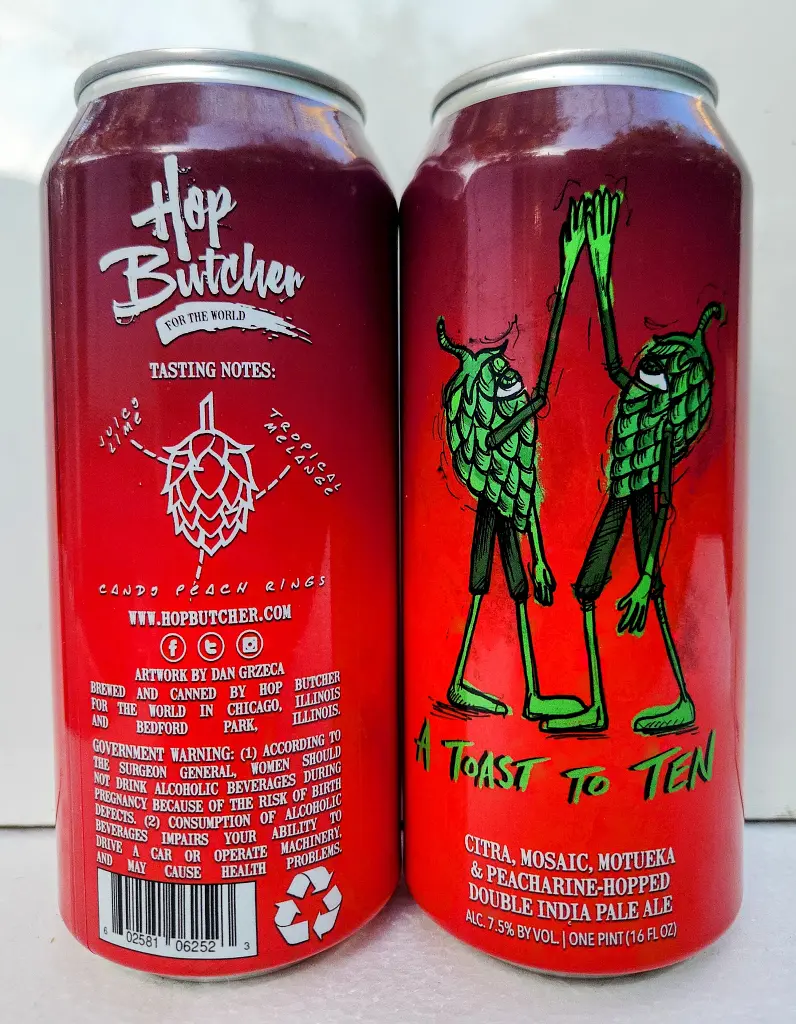 Hop
Butcher
FOR THE WORLD
TASTING NOTES:
JUICY
LIME
TROPICAL
MELANGE
CANDY PEACH RINGS
WWW.HOPBUTCHER.COM
ARTWORK BY DAN GRZECA
BREWED AND CANNED BY HOP BUTCHER
FOR THE WORLD IN CHICAGO, ILLINOIS
AND BEDFORD PARK, ILLINOIS.
GOVERNMENT WARNING: (1) ACCORDING TO
THE SURGEON GENERAL, WOMEN SHOULD
NOT DRINK ALCOHOLIC BEVERAGES DURING
PREGNANCY BECAUSE OF THE RISK OF BIRTH
DEFECTS. (2) CONSUMPTION OF ALCOHOLIC
BEVERAGES IMPAIRS YOUR ABILITY TO
DRIVE A CAR OR OPERATE MACHINERY,
AND MAY CAUSE HEALTH PROBLEMS.
6 02581 06252 3
A TOAST TO TEN
CITRA, MOSAIC, MOTUEKA
& PEACHARINE-HOPPED
DOUBLE INDIA PALE ALE
ALC. 7.5% BY VOL. | ONE PINT (16 FL OZ)